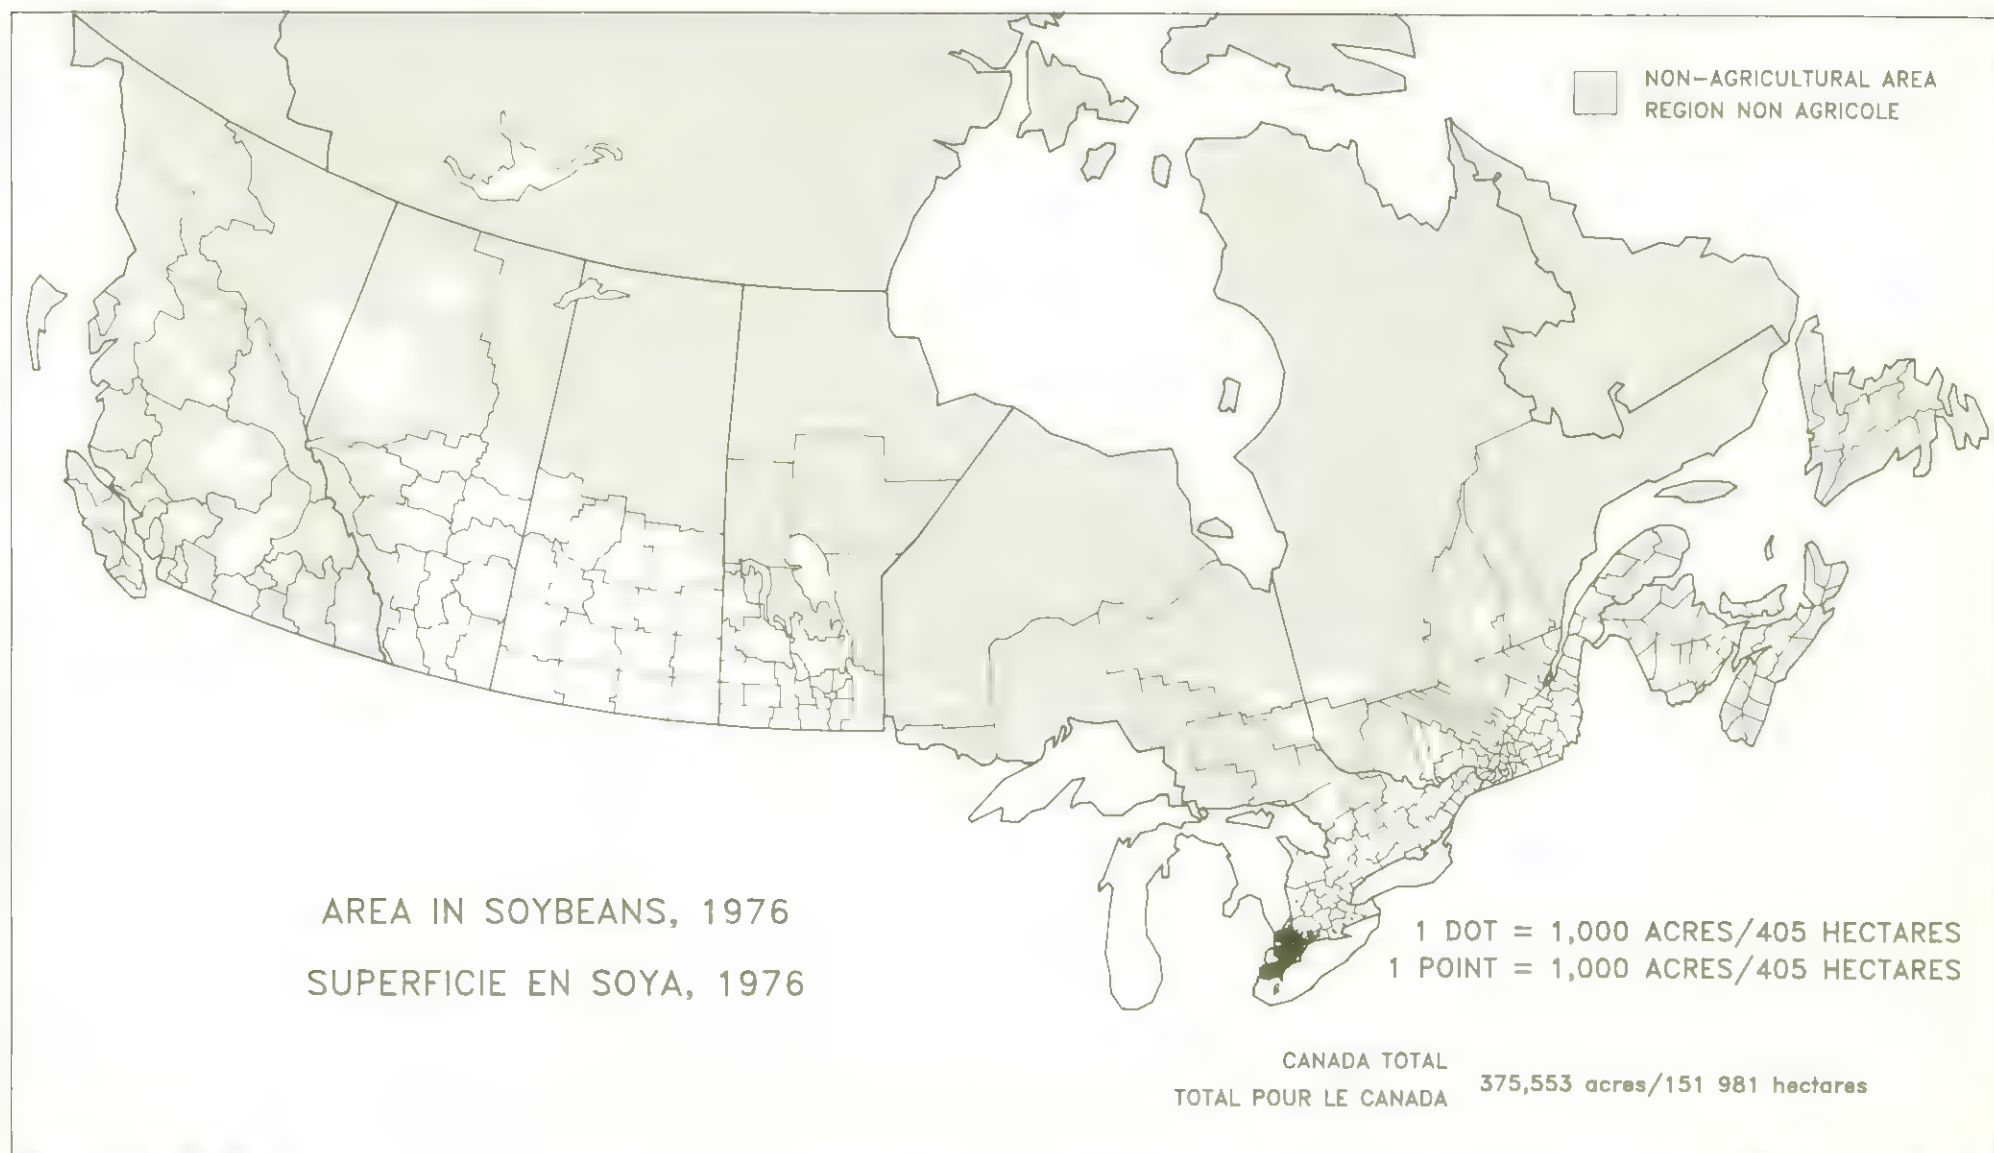 NON-AGRICULTURAL AREA
REGION NON AGRICOLE
AREA IN SOYBEANS, 1976
SUPERFICIE EN SOYA, 1976
1 DOT = 1,000 ACRES/405 HECTARES
1 POINT = 1,000 ACRES/405 HECTARES
CANADA TOTAL
TOTAL POUR LE CANADA
375,553 acres/151 981 hectares